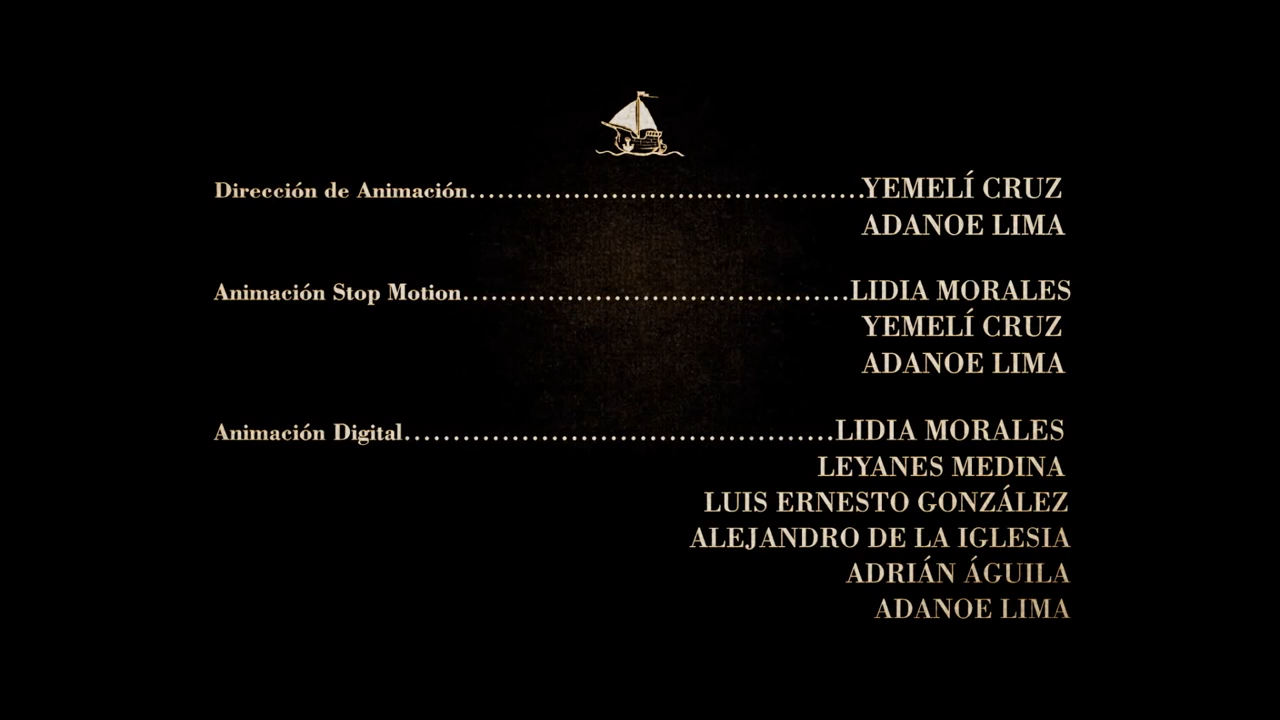 Dirección de Animación........................................YEMELÍ CRUZ
ADANOE LIMA
Animación Stop Motion.......................................LIDIA MORALES
YEMELÍ CRUZ
ADANOE LIMA
Animación Digital............................................LIDIA MORALES
LEYANES MEDINA
LUIS ERNESTO GONZÁLEZ
ALEJANDRO DE LA IGLESIA
ADRIÁN ÁGUILA
ADANOE LIMA